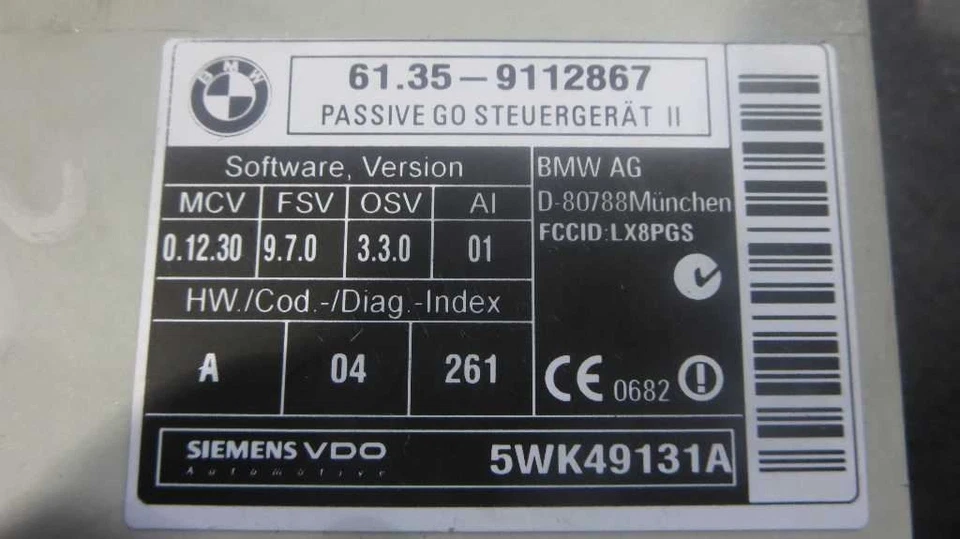 BMW
61.35-9112867
PASSIVE GO STEUERGERÄT II
Software, Version
MCV FSV OSV AI
0.12.30 9.7.0 3.3.0 01
HW./Cod.-/Diag.-Index
A 04 261
BMW AG
D-80788München
FCCID:LX8PGS
CE 0682
SIEMENS VDO
Automotive
5WK49131A